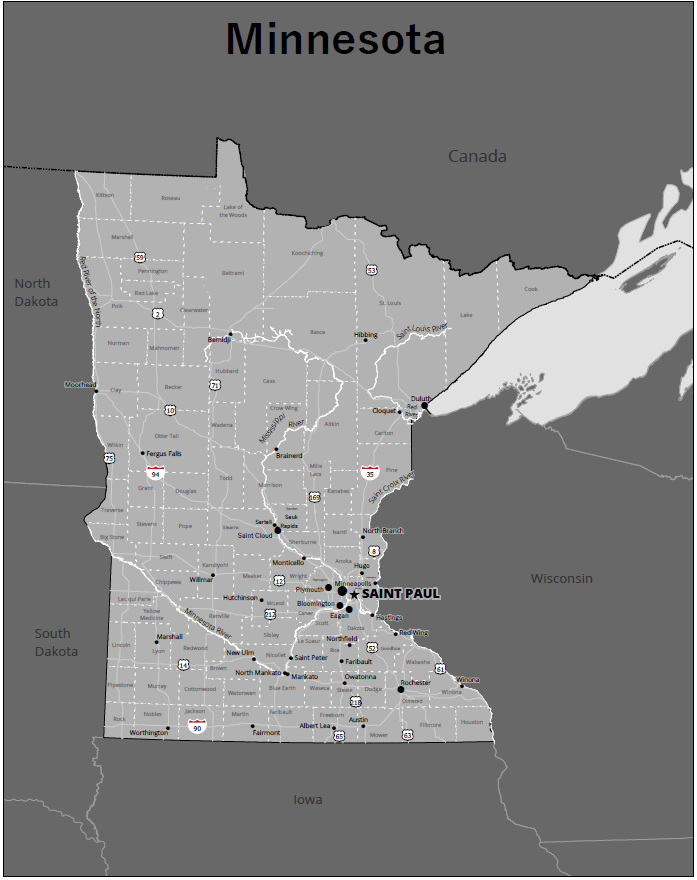 Minnesota
Canada
Kittson
Roseau
Lake of
the Woods
Marshall
Koochiching
59
Pennington
Beltrami
53
North
Dakota
Red River of the North
Red Lake
Polk
2
Clearwater
St. Louis
Cook
Lake
Itasca
Hibbing
Saint Louis River
Bemidji
Norman
Mahnomen
Hubbard
Moorhead
Clay
Becker
71
Cass
Duluth
Cloquet
Red
River
10
Crow Wing
Mississippi
River
Wadena
Aitkin
Carlton
Otter Tail
Wilkin
Fergus Falls
Brainerd
75
94
Mille
Lacs
35
Pine
Todd
Morrison
Saint Croix River
Grant
Douglas
169
Kanabec
Traverse
Stevens
Pope
Stearns
Sartell
Sauk
Rapids
Saint Cloud
Big Stone
Isanti
North Branch
Sherburne
8
Swift
Kandiyohi
Monticello
Anoka
Hugo
Chippewa
Willmar
Meeker
12
Wright
Minneapolis
Plymouth
SAINT PAUL
Wisconsin
Lac qui Parle
Hutchinson
McLeod
Bloomington
Yellow
Medicine
Renville
212
Carver
Eagan
Hastings
Scott
Dakota
Minnesota River
Sibley
Red Wing
South
Dakota
Marshall
Lincoln
Lyon
Redwood
Le Sueur
Northfield
Rice
52
Goodhue
New Ulm
Nicollet
Saint Peter
Faribault
Wabasha
14
Brown
North Mankato
Mankato
Owatonna
61
Winona
Rochester
Pipestone
Murray
Cottonwood
Watonwan
Blue Earth
Waseca
Steele
Dodge
Olmsted
Winona
218
Rock
Nobles
Jackson
Martin
Faribault
Freeborn
Austin
Fillmore
Houston
90
Worthington
Fairmont
Albert Lea
65
Mower
63
Iowa